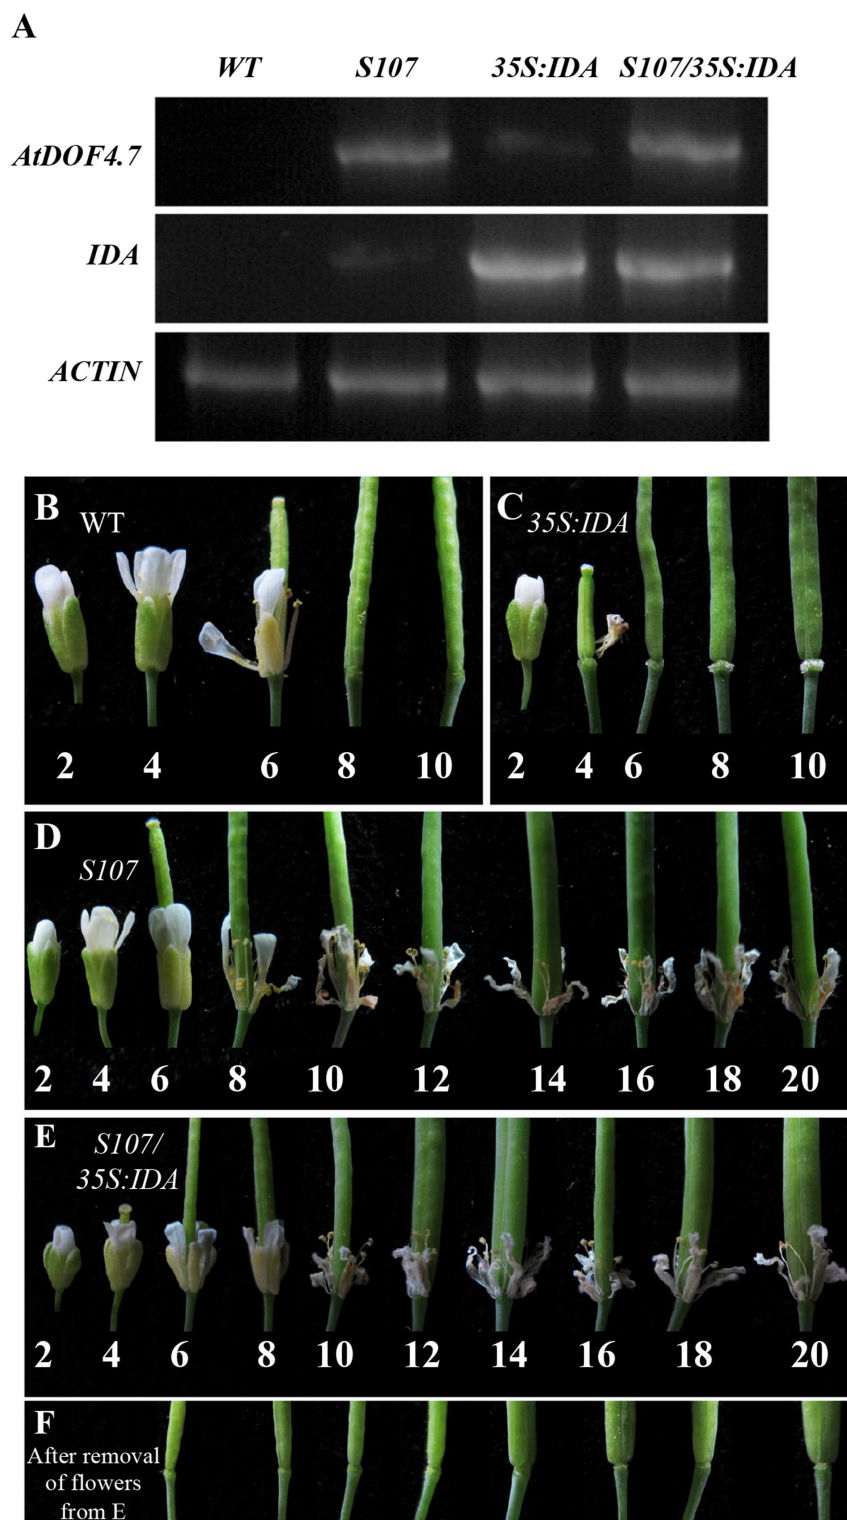 A
WT S107 35S:IDA S107/35S:IDA
AtDOF4.7
IDA
ACTIN
B WT
2 4 6 8 10
C 35S:IDA
2 4 6 8 10
D
S107
2 4 6 8 10 12 14 16 18 20
E
S107/
35S:IDA
2 4 6 8 10 12 14 16 18 20
F
After removal
of flowers
from E